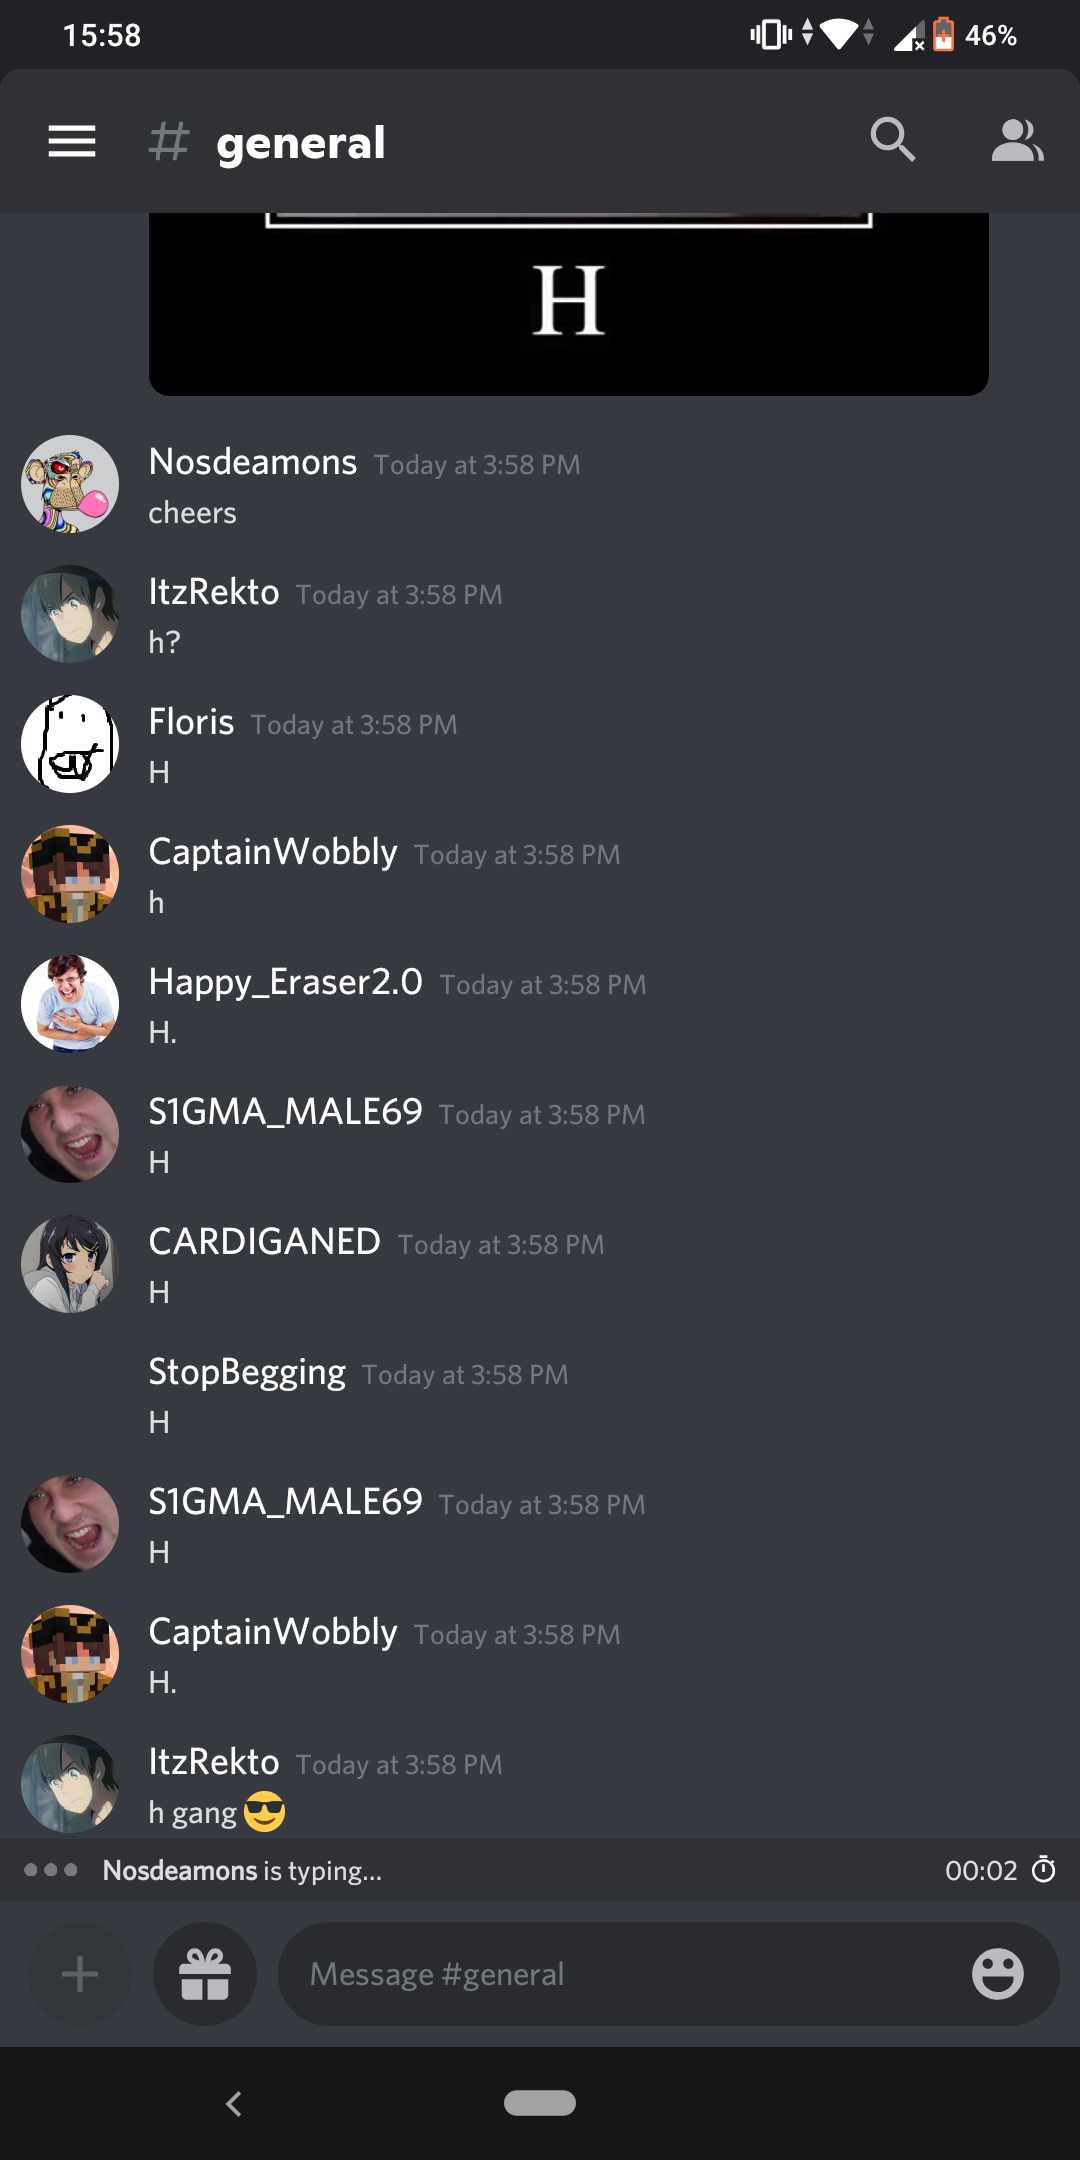 15:58
46%
# general
H
Nosdeamons Today at 3:58 PM
cheers
ItzRekto Today at 3:58 PM
h?
Floris Today at 3:58 PM
H
CaptainWobbly Today at 3:58 PM
h
Happy_Eraser2.0 Today at 3:58 PM
H.
S1GMA_MALE69 Today at 3:58 PM
H
CARDIGANED Today at 3:58 PM
H
StopBegging Today at 3:58 PM
H
S1GMA_MALE69 Today at 3:58 PM
H
CaptainWobbly Today at 3:58 PM
H.
ItzRekto Today at 3:58 PM
h gang 😎
Nosdeamons is typing... 00:02
Message #general